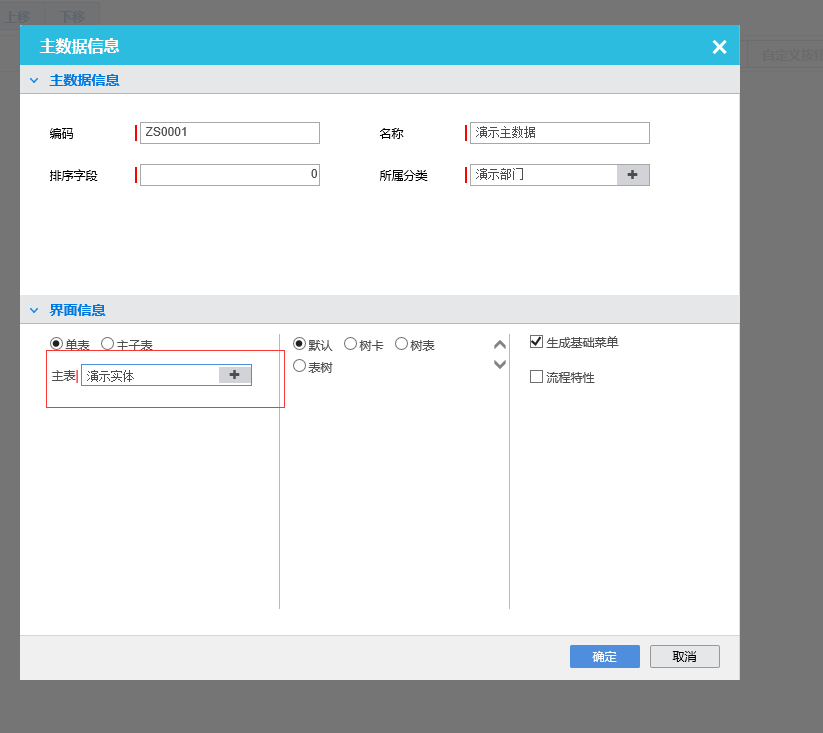 上移 下移
自定义按钮
主数据信息
主数据信息
编码 ZS0001 名称 演示主数据
排序字段 0 所属分类 演示部门
界面信息
单表 主子表 默认 树卡 树表 生成基础菜单
主表 演示实体 表树 流程特性
确定 取消